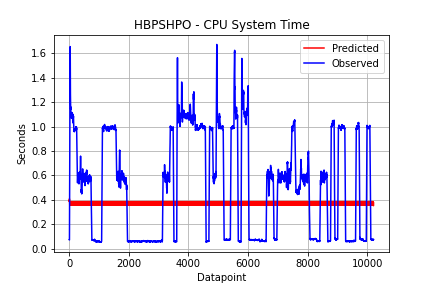 HBPSHPO - CPU System Time
Predicted
Observed
Seconds
1.6
1.4
1.2
1.0
0.8
0.6
0.4
0.2
0.0
0 2000 4000 6000 8000 10000
Datapoint